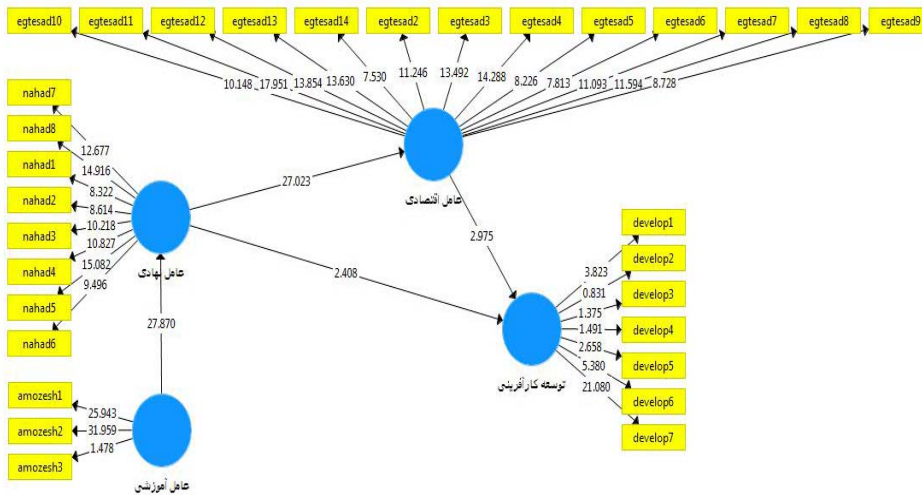 egtesad10 egtesad11 egtesad12 egtesad13 egtesad14 egtesad2 egtesad3 egtesad4 egtesad5 egtesad6 egtesad7 egtesad8 egtesad9
10.148 17.951 13.854 13.630 7.530 11.246 13.492 14.288 8.226 7.813 11.093 11.594 8.728
عامل اقتصادی
nahad7
nahad8
nahad1
nahad2
nahad3
nahad4
nahad5
nahad6
12.677
14.916
8.322
8.614
10.218
10.827
15.082
9.496
عامل نهادی
27.023
2.975
2.408
27.870
develop1
develop2
develop3
develop4
develop5
develop6
develop7
3.823
0.831
1.375
1.491
2.658
5.380
21.080
توسعه کارآفرینی
amozesh1
amozesh2
amozesh3
25.943
31.959
1.478
عامل آموزشی